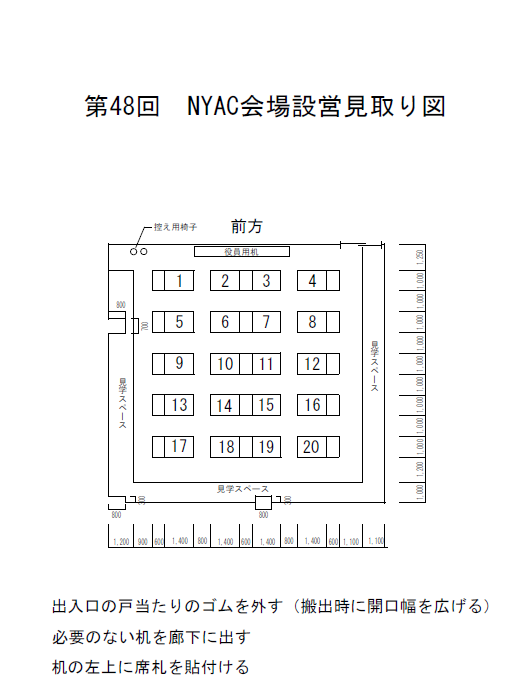 第48回　NYAC会場設営見取り図
控え用椅子
前方
役員用机
1 2 3 4
5 6 7 8
9 10 11 12
13 14 15 16
17 18 19 20
800
700
見学スペース
見学スペース
見学スペース
1,250
1,000
1,000
1,000
1,000
1,000
1,000
1,000
1,000
1,000
1,200
1,000
800
800
1,200 900 600 1,400 800 1,400 600 1,400 800 1,400 600 1,100 1,100
出入口の戸当たりのゴムを外す（搬出時に開口幅を広げる）
必要のない机を廊下に出す
机の左上に席札を貼付ける